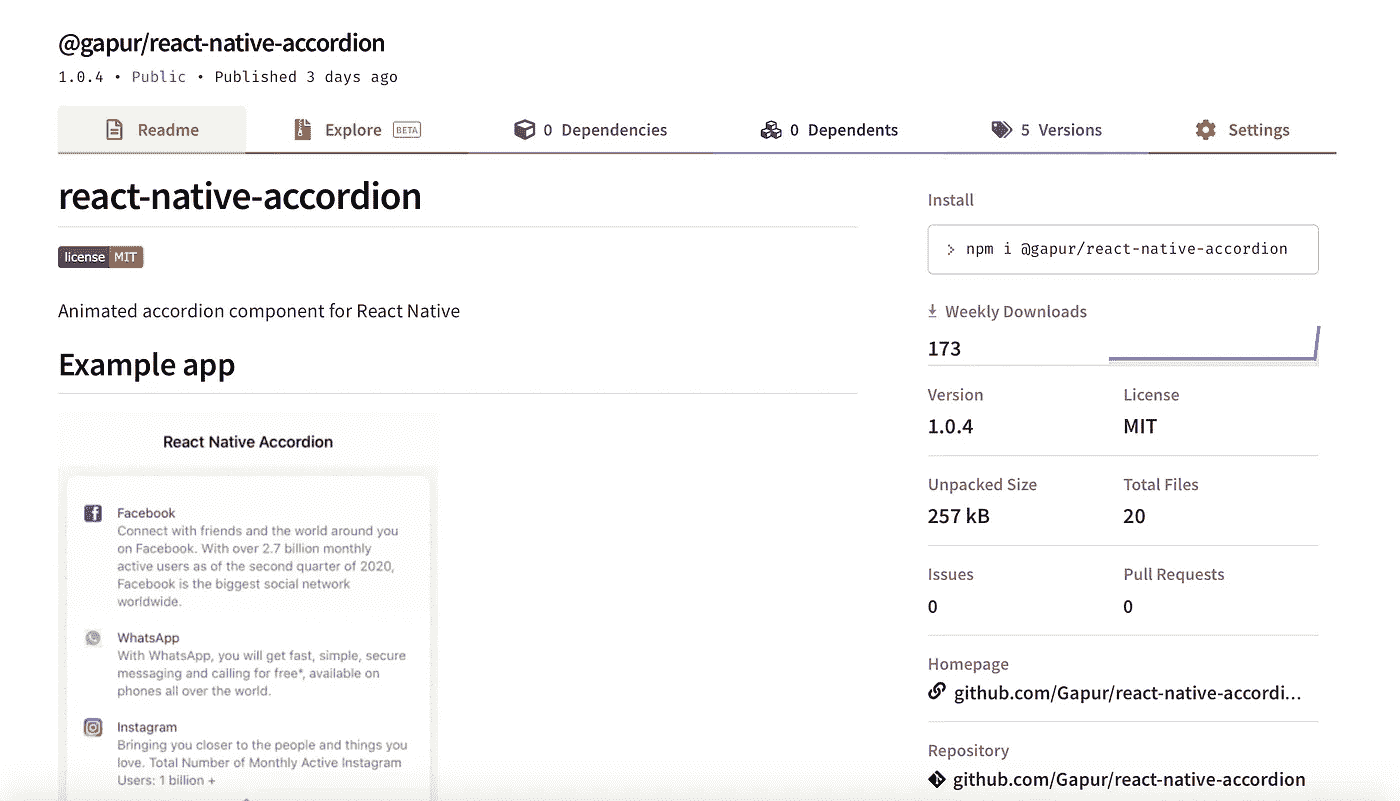 @gapur/react-native-accordion
1.0.4 • Public • Published 3 days ago
Readme
Explore BETA
0 Dependencies
0 Dependents
5 Versions
Settings
react-native-accordion
license MIT
Animated accordion component for React Native
Example app
React Native Accordion
Facebook
Connect with friends and the world around you
on Facebook. With over 2.7 billion monthly
active users as of the second quarter of 2020,
Facebook is the biggest social network
worldwide.
WhatsApp
With WhatsApp, you will get fast, simple, secure
messaging and calling for free*, available on
phones all over the world.
Instagram
Bringing you closer to the people and things you
love. Total Number of Monthly Active Instagram
Users: 1 billion +
Install
> npm i @gapur/react-native-accordion
Weekly Downloads
173
Version
1.0.4
License
MIT
Unpacked Size
257 kB
Total Files
20
Issues
0
Pull Requests
0
Homepage
github.com/Gapur/react-native-accordi...
Repository
github.com/Gapur/react-native-accordion